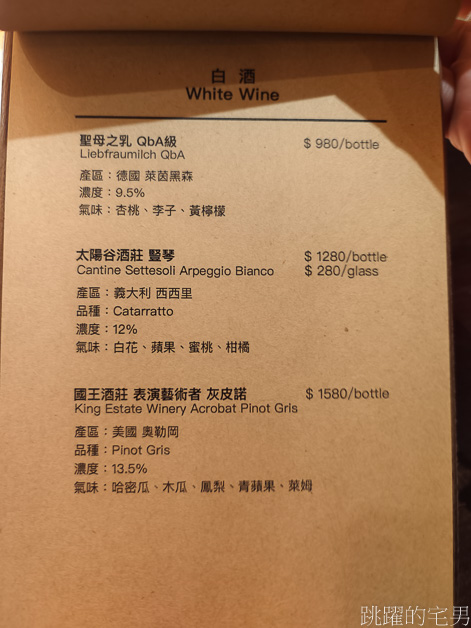 白 酒
White Wine
聖母之乳 QbA級 $ 980/bottle
Liebfraumilch QbA
產區：德國 萊茵黑森
濃度：9.5%
氣味：杏桃、李子、黃檸檬
太陽谷酒莊 豎琴 $ 1280/bottle
Cantine Settesoli Arpeggio Bianco $ 280/glass
產區：義大利 西西里
品種：Catarratto
濃度：12%
氣味：白花、蘋果、蜜桃、柑橘
國王酒莊 表演藝術者 灰皮諾 $ 1580/bottle
King Estate Winery Acrobat Pinot Gris
產區：美國 奧勒岡
品種：Pinot Gris
濃度：13.5%
氣味：哈密瓜、木瓜、鳳梨、青蘋果、萊姆
跳躍的宅男